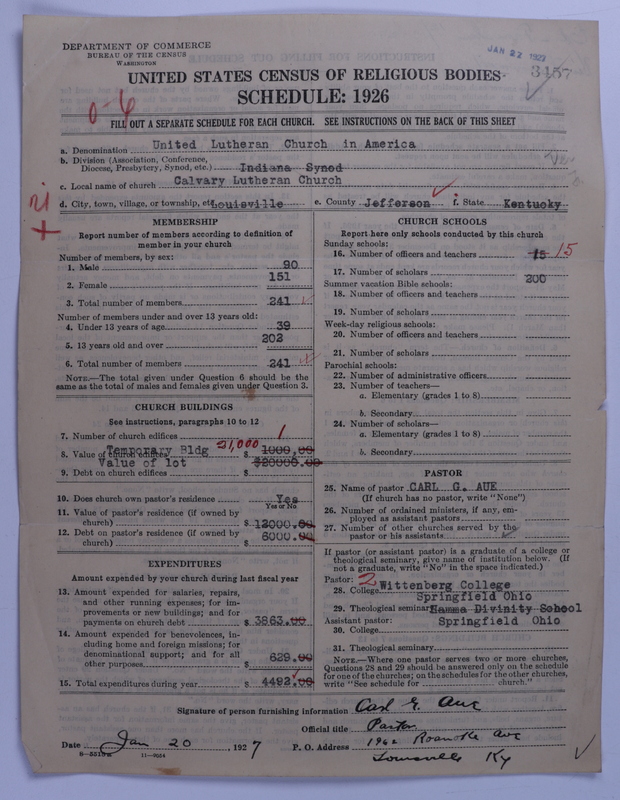 DEPARTMENT OF COMMERCE
BUREAU OF THE CENSUS
WASHINGTON
JAN 22 1927
3457
UNITED STATES CENSUS OF RELIGIOUS BODIES
SCHEDULE: 1926
0-6
FILL OUT A SEPARATE SCHEDULE FOR EACH CHURCH. SEE INSTRUCTIONS ON THE BACK OF THIS SHEET
a. Denomination United Lutheran Church in America
b. Division (Association, Conference,
Diocese, Presbytery, Synod, etc.) Indiana Synod
c. Local name of church Calvary Lutheran Church
d. City, town, village, or township, etc. Louisville e. County Jefferson f. State Kentucky
MEMBERSHIP
Report number of members according to definition of
member in your church
Number of members, by sex:
1. Male 90
2. Female 151
3. Total number of members 241
Number of members under and over 13 years old:
4. Under 13 years of age 39
5. 13 years old and over 202
6. Total number of members 241
NOTE.—The total given under Question 6 should be the
same as the total of males and females given under Question 3.
CHURCH BUILDINGS
See instructions, paragraphs 10 to 12
7. Number of church edifices 1
8. Value of church edifices Temporary Bldg 21,000 $ 1000.00
Value of lot $20000.00
9. Debt on church edifices $
10. Does church own pastor's residence Yes
Yes or No
11. Value of pastor's residence (if owned by
church) $ 12000.00
12. Debt on pastor's residence (if owned by
church) $ 6000.00
EXPENDITURES
Amount expended by your church during last fiscal year
13. Amount expended for salaries, repairs,
and other running expenses; for im-
provements or new buildings; and for
payments on church debt $ 3863.00
14. Amount expended for benevolences, in-
cluding home and foreign missions; for
denominational support; and for all
other purposes $ 629.00
15. Total expenditures during year $ 4492.00
CHURCH SCHOOLS
Report here only schools conducted by this church
Sunday schools:
16. Number of officers and teachers 15 15
17. Number of scholars 200
Summer vacation Bible schools:
18. Number of officers and teachers
19. Number of scholars
Week-day religious schools:
20. Number of officers and teachers
21. Number of scholars
Parochial schools:
22. Number of administrative officers
23. Number of teachers—
a. Elementary (grades 1 to 8)
b. Secondary
24. Number of scholars—
a. Elementary (grades 1 to 8)
b. Secondary
PASTOR
25. Name of pastor CARL G. AUE
(If church has no pastor, write "None")
26. Number of ordained ministers, if any, em-
ployed as assistant pastors
27. Number of other churches served by the
pastor or his assistants
If pastor (or assistant pastor) is a graduate of a college or
theological seminary, give name of institution below. (If
not a graduate, write "No" in the space indicated.)
Pastor: 2
28. College Wittenberg College
Springfield Ohio
29. Theological seminary Hamma Divinity School
Assistant pastor: Springfield Ohio
30. College
31. Theological seminary
NOTE.—Where one pastor serves two or more churches,
Questions 28 and 29 should be answered only on the schedule
for one of the churches; on the schedules for the other churches,
write "See schedule for church."
Signature of person furnishing information Carl G. Aue
Official title Pastor
Date Jan 20, 1927 P. O. Address 1962 Roanoke Ave
Louisville Ky
8-5515a 11-9054